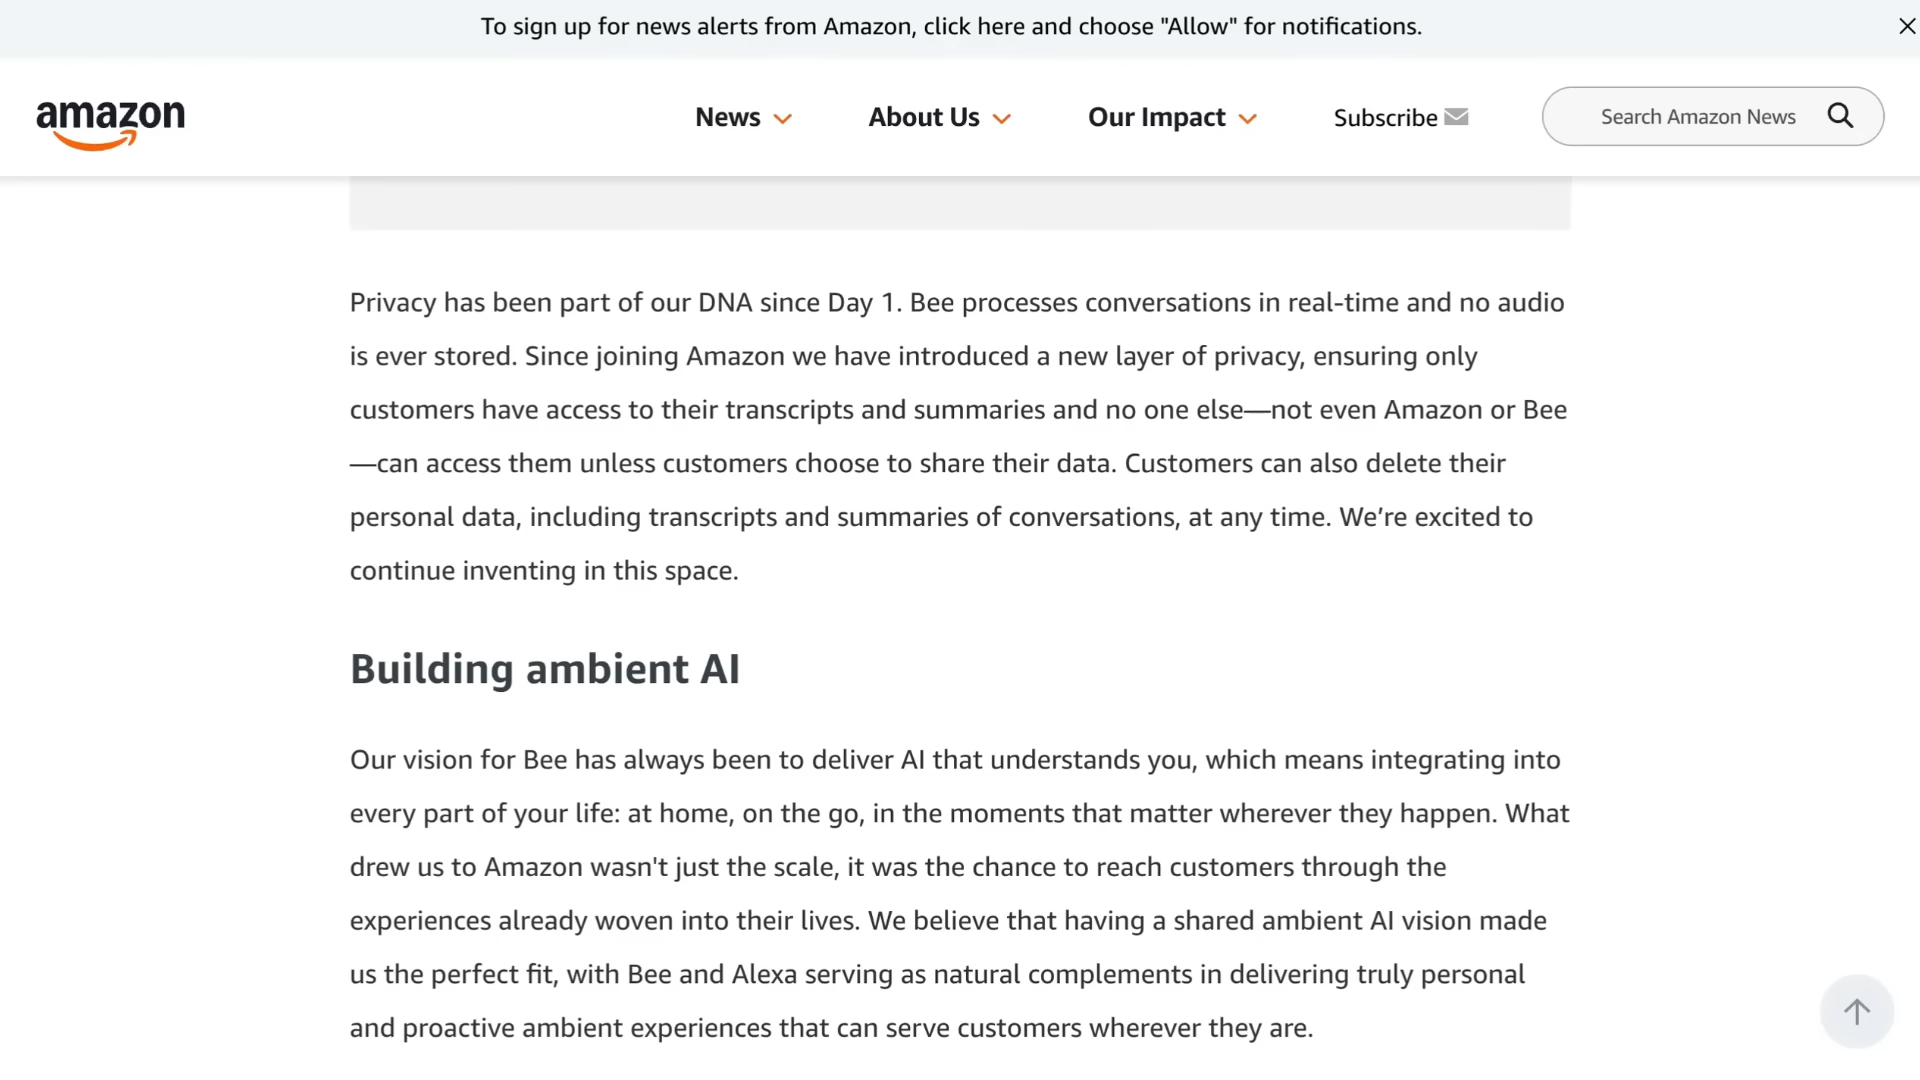 To sign up for news alerts from Amazon, click here and choose "Allow" for notifications.
amazon
News
About Us
Our Impact
Subscribe
Search Amazon News
Privacy has been part of our DNA since Day 1. Bee processes conversations in real-time and no audio
is ever stored. Since joining Amazon we have introduced a new layer of privacy, ensuring only
customers have access to their transcripts and summaries and no one else—not even Amazon or Bee
—can access them unless customers choose to share their data. Customers can also delete their
personal data, including transcripts and summaries of conversations, at any time. We’re excited to
continue inventing in this space.
Building ambient AI
Our vision for Bee has always been to deliver AI that understands you, which means integrating into
every part of your life: at home, on the go, in the moments that matter wherever they happen. What
drew us to Amazon wasn't just the scale, it was the chance to reach customers through the
experiences already woven into their lives. We believe that having a shared ambient AI vision made
us the perfect fit, with Bee and Alexa serving as natural complements in delivering truly personal
and proactive ambient experiences that can serve customers wherever they are.